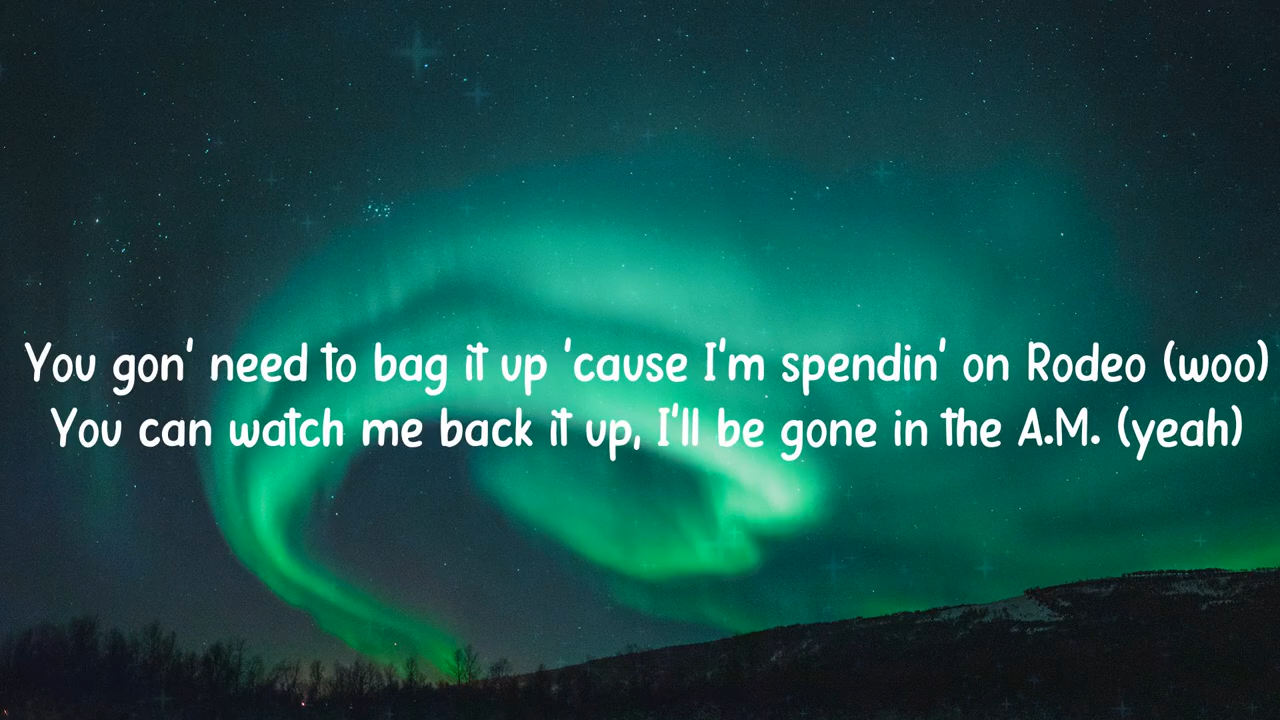 You gon' need to bag it up 'cause I'm spendin' on Rodeo (woo)
You can watch me back it up, I'll be gone in the A.M. (yeah)